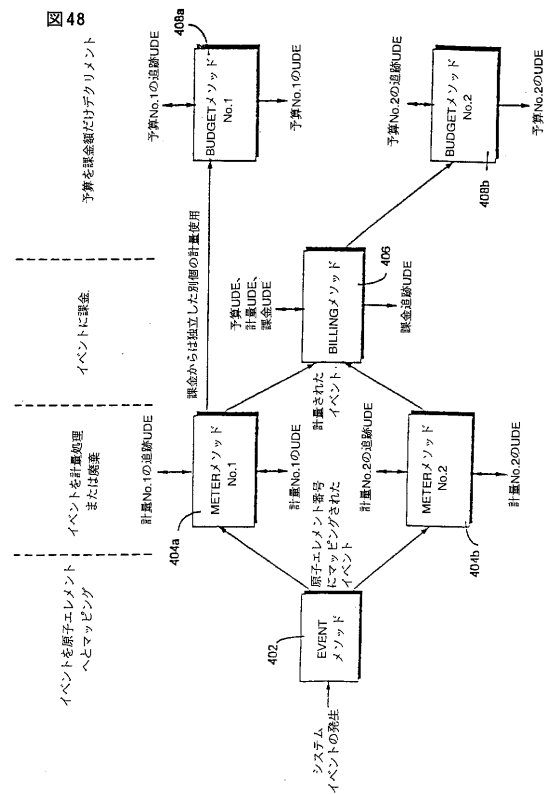 図48
イベントを原子エレメント
へとマッピング
イベントを計量処理
または廃棄
イベントに課金
予算を課金額だけデクリメント
システム
イベントの発生
402
EVENT
メソッド
原子エレメント番号
にマッピングされた
イベント
計量No.1の追跡UDE
404a
METERメソッド
No.1
計量No.1のUDE
計量No.2の追跡UDE
METERメソッド
No.2
404b
計量No.2のUDE
課金からは独立した別個の計量使用
計量された
イベント
予算UDE、
計量UDE、
課金UDE
BILLINGメソッド
406
課金追跡UDE
予算No.1の追跡UDE
408a
BUDGETメソッド
No.1
予算No.1のUDE
予算No.2の追跡UDE
BUDGETメソッド
No.2
408b
予算No.2のUDE